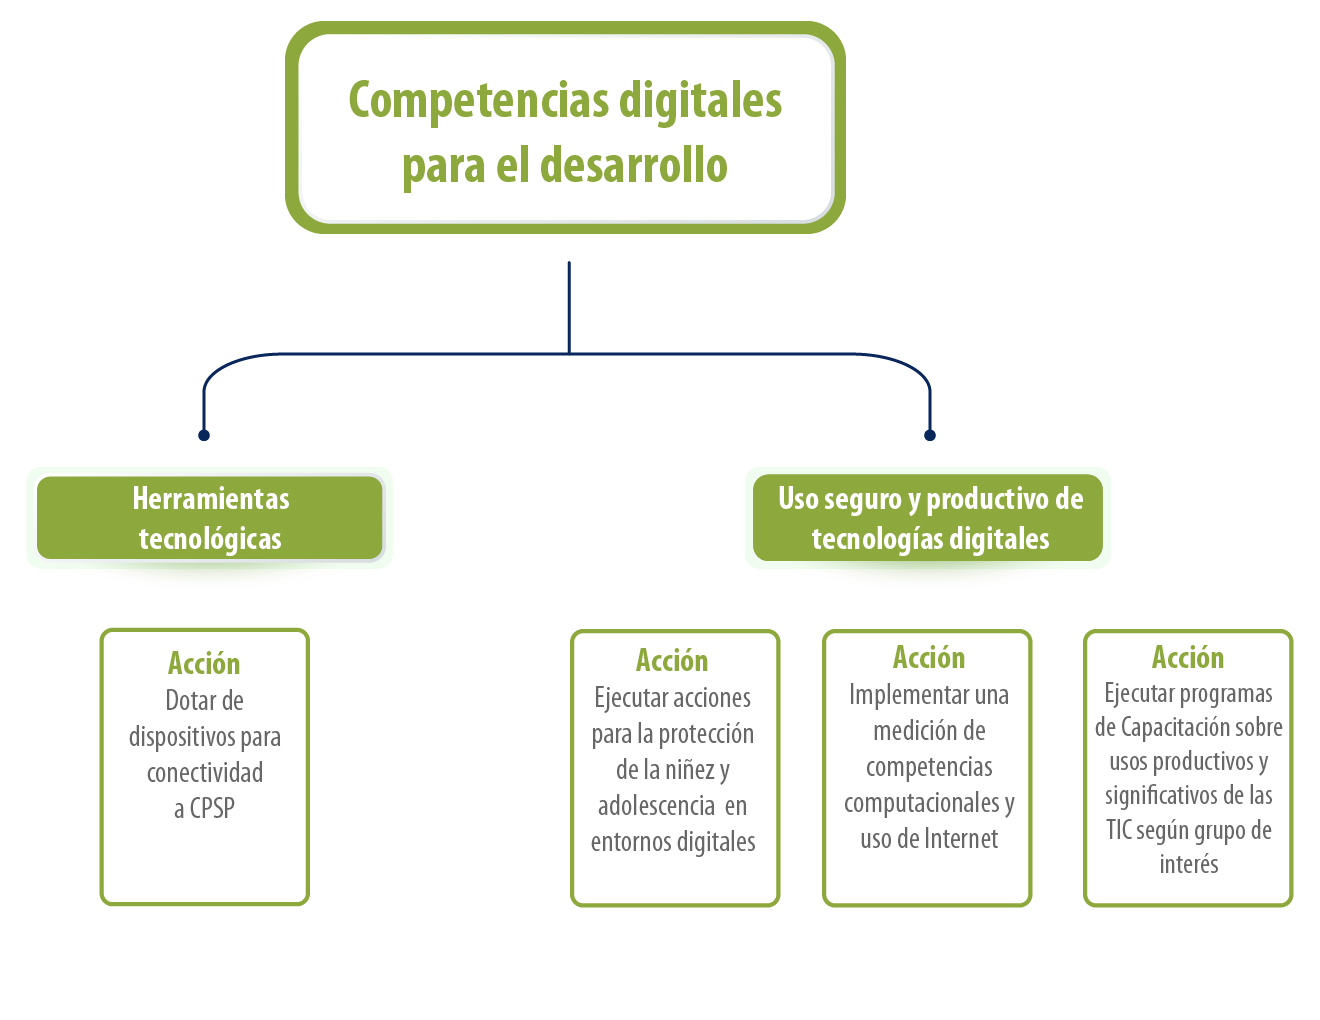 Competencias digitales
para el desarrollo
Herramientas
tecnológicas
Uso seguro y productivo de
tecnologías digitales
Acción
Dotar de
dispositivos para
conectividad
a CPSP
Acción
Ejecutar acciones
para la protección
de la niñez y
adolescencia en
entornos digitales
Acción
Implementar una
medición de
competencias
computacionales y
uso de Internet
Acción
Ejecutar programas
de Capacitación sobre
usos productivos y
significativos de las
TIC según grupo de
interés